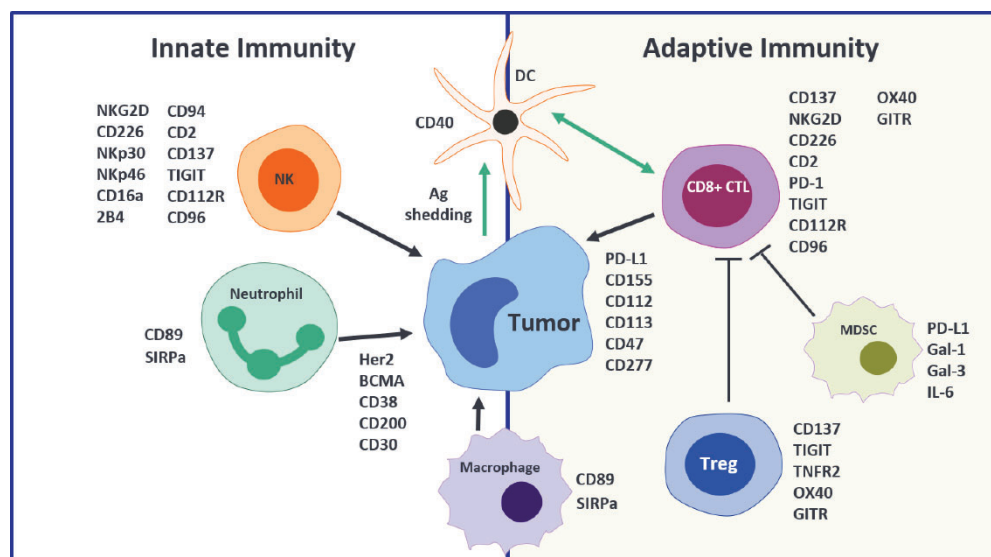 Innate Immunity
Adaptive Immunity
NKG2D
CD226
NKp30
NKp46
CD16a
2B4
CD94
CD2
CD137
TIGIT
CD112R
CD96
NK
DC
CD40
Ag
shedding
CD137
NKG2D
CD226
CD2
PD-1
TIGIT
CD112R
CD96
OX40
GITR
CD8+ CTL
Neutrophil
CD89
SIRPa
Her2
BCMA
CD38
CD200
CD30
Tumor
PD-L1
CD155
CD112
CD113
CD47
CD277
MDSC
PD-L1
Gal-1
Gal-3
IL-6
Macrophage
CD89
SIRPa
Treg
CD137
TIGIT
TNFR2
OX40
GITR